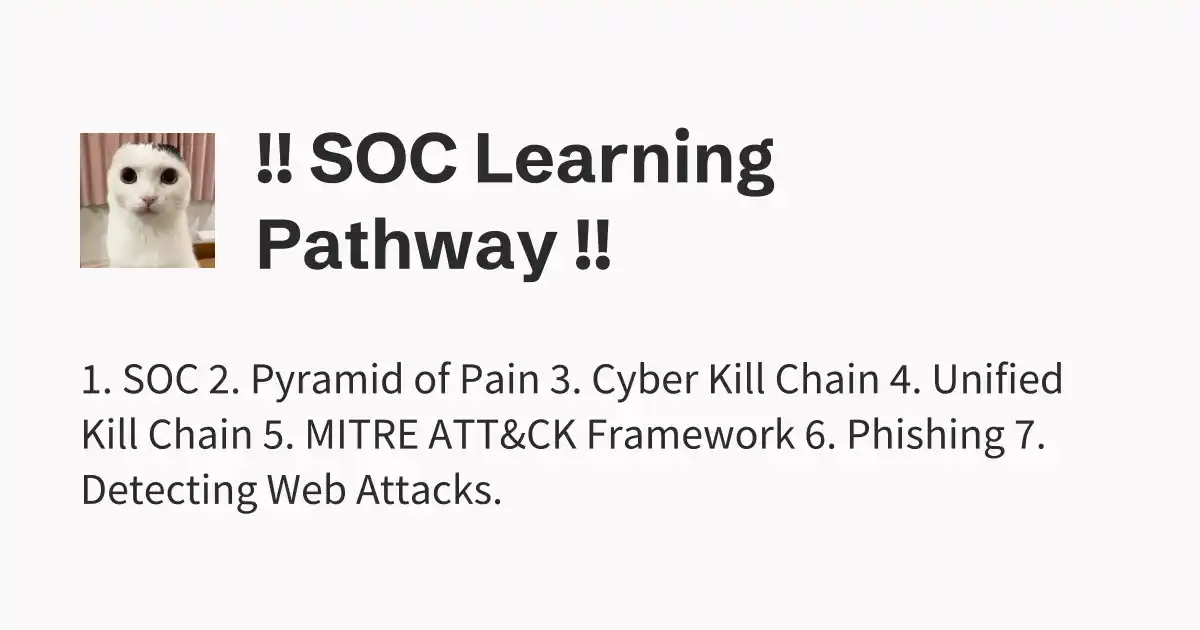 !! SOC Learning
Pathway !!
1. SOC 2. Pyramid of Pain 3. Cyber Kill Chain 4. Unified
Kill Chain 5. MITRE ATT&CK Framework 6. Phishing 7.
Detecting Web Attacks.